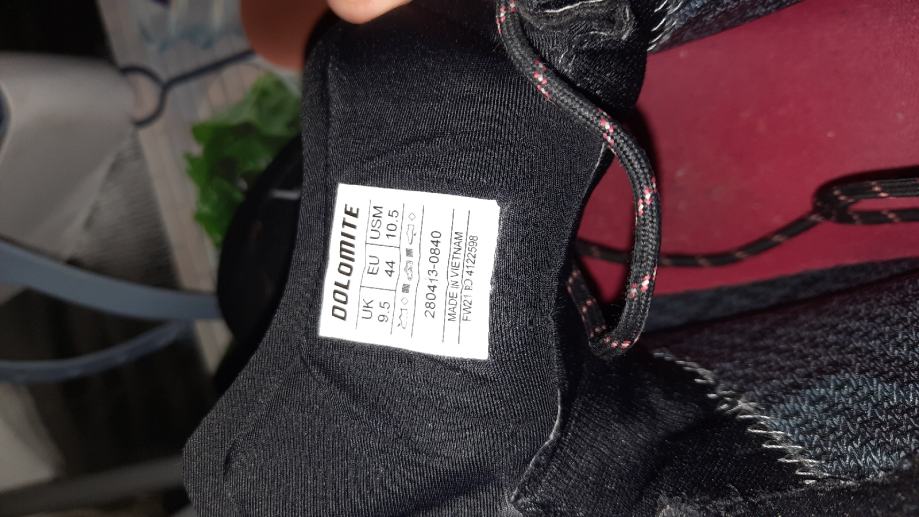 DOLOMITE
UK EU USM
9.5 44 10.5
280413-0840
MADE IN VIETNAM
FW21 PO 4122598